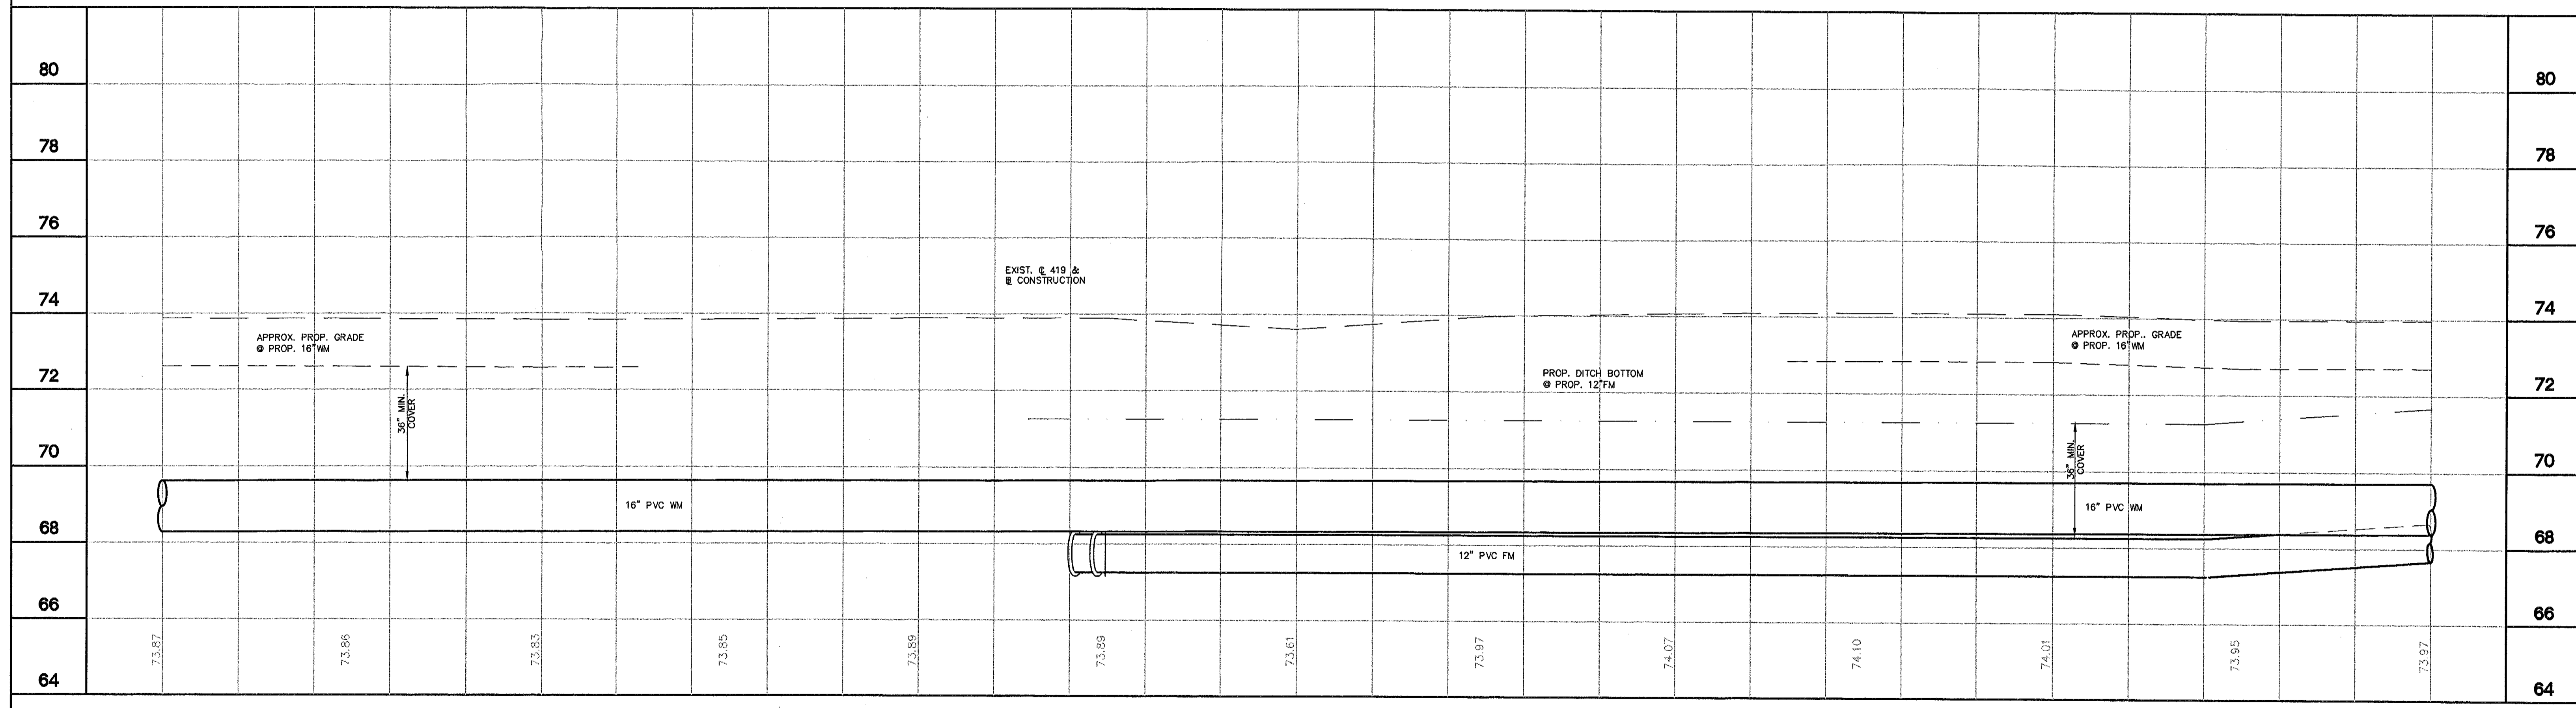 80
80
78
78
76
76
EXIST. ℄ 419 &
℄ CONSTRUCTION
74
74
APPROX. PROP. GRADE
@ PROP. 16"WM
APPROX. PROP.. GRADE
@ PROP. 16"WM
72
72
PROP. DITCH BOTTOM
@ PROP. 12"FM
36" MIN.
COVER
36" MIN.
COVER
70
70
16" PVC WM
16" PVC WM
68
68
12" PVC FM
66
66
73.87
73.86
73.83
73.85
73.89
73.89
73.61
73.97
74.07
74.10
74.01
73.95
73.97
64
64